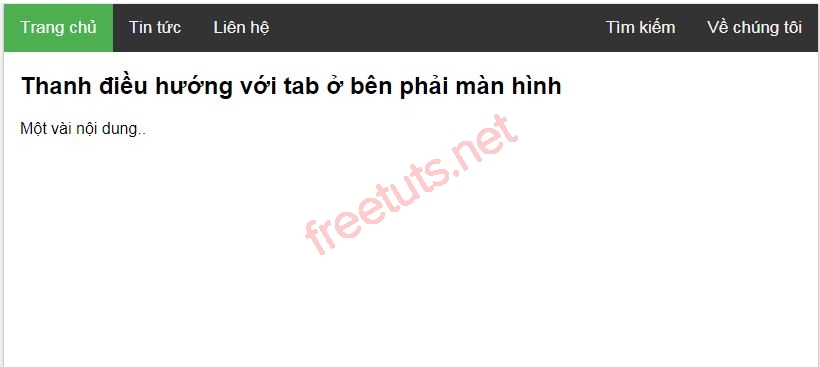 Trang chủ Tin tức Liên hệ Tìm kiếm Về chúng tôi
Thanh điều hướng với tab ở bên phải màn hình
Một vài nội dung..
freetuts.net